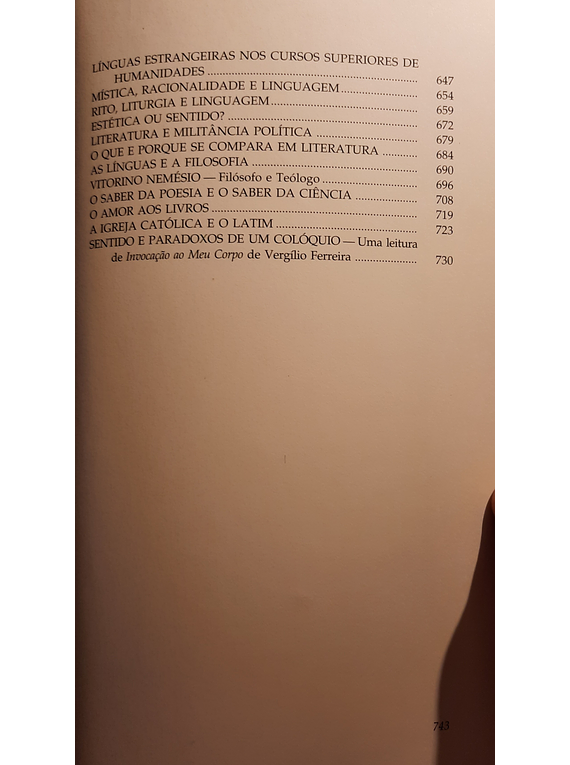 LÍNGUAS ESTRANGEIRAS NOS CURSOS SUPERIORES DE
HUMANIDADES ........................................ 647
MÍSTICA, RACIONALIDADE E LINGUAGEM .................... 654
RITO, LITURGIA E LINGUAGEM ........................................ 659
ESTÉTICA OU SENTIDO? ........................................ 672
LITERATURA E MILITÂNCIA POLÍTICA .............................. 679
O QUE E PORQUE SE COMPARA EM LITERATURA .......... 684
AS LÍNGUAS E A FILOSOFIA ........................................ 690
VITORINO NEMÉSIO — Filósofo e Teólogo .................... 696
O SABER DA POESIA E O SABER DA CIÊNCIA ............... 708
O AMOR AOS LIVROS ........................................ 719
A IGREJA CATÓLICA E O LATIM ........................................ 723
SENTIDO E PARADOXOS DE UM COLÓQUIO — Uma leitura
de Invocação ao Meu Corpo de Vergílio Ferreira .................... 730
743